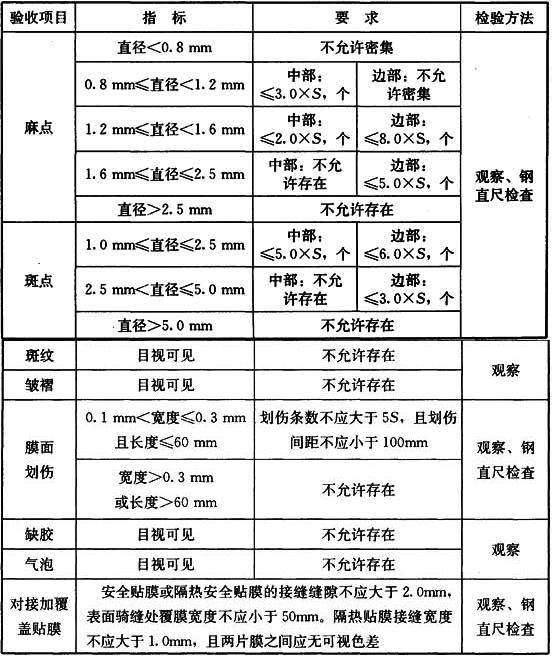 验收项目 指标 要求 检验方法
麻点
直径<0.8 mm 不允许密集
0.8 mm≤直径<1.2 mm
中部:
≤3.0×S, 个
边部: 不允
许密集
1.2 mm≤直径<1.6 mm
中部:
≤2.0×S, 个
边部:
≤8.0×S, 个
1.6 mm≤直径≤2.5 mm
中部: 不允
许存在
边部:
≤5.0×S, 个
直径>2.5 mm 不允许存在
斑点
1.0 mm≤直径≤2.5 mm
中部:
≤5.0×S, 个
边部:
≤6.0×S, 个
2.5 mm<直径≤5.0 mm
中部: 不允
许存在
边部:
≤3.0×S, 个
直径>5.0 mm 不允许存在
观察、钢
直尺检查
斑纹 目视可见 不允许存在
皱褶 目视可见 不允许存在
观察
膜面
划伤
0.1 mm<宽度≤0.3 mm
且长度≤60 mm
划伤条数不应大于5S,且划伤
间距不应小于100mm
宽度>0.3 mm
或长度>60 mm
不允许存在
观察、钢
直尺检查
缺胶 目视可见 不允许存在
气泡 目视可见 不允许存在
观察
对接加覆
盖贴膜
安全贴膜或隔热安全贴膜的接缝缝隙不应大于2.0mm,
表面骑缝处覆膜宽度不应小于50mm。隔热贴膜接缝宽度
不应大于1.0mm,且两片膜之间应无可视色差
观察、钢
直尺检查